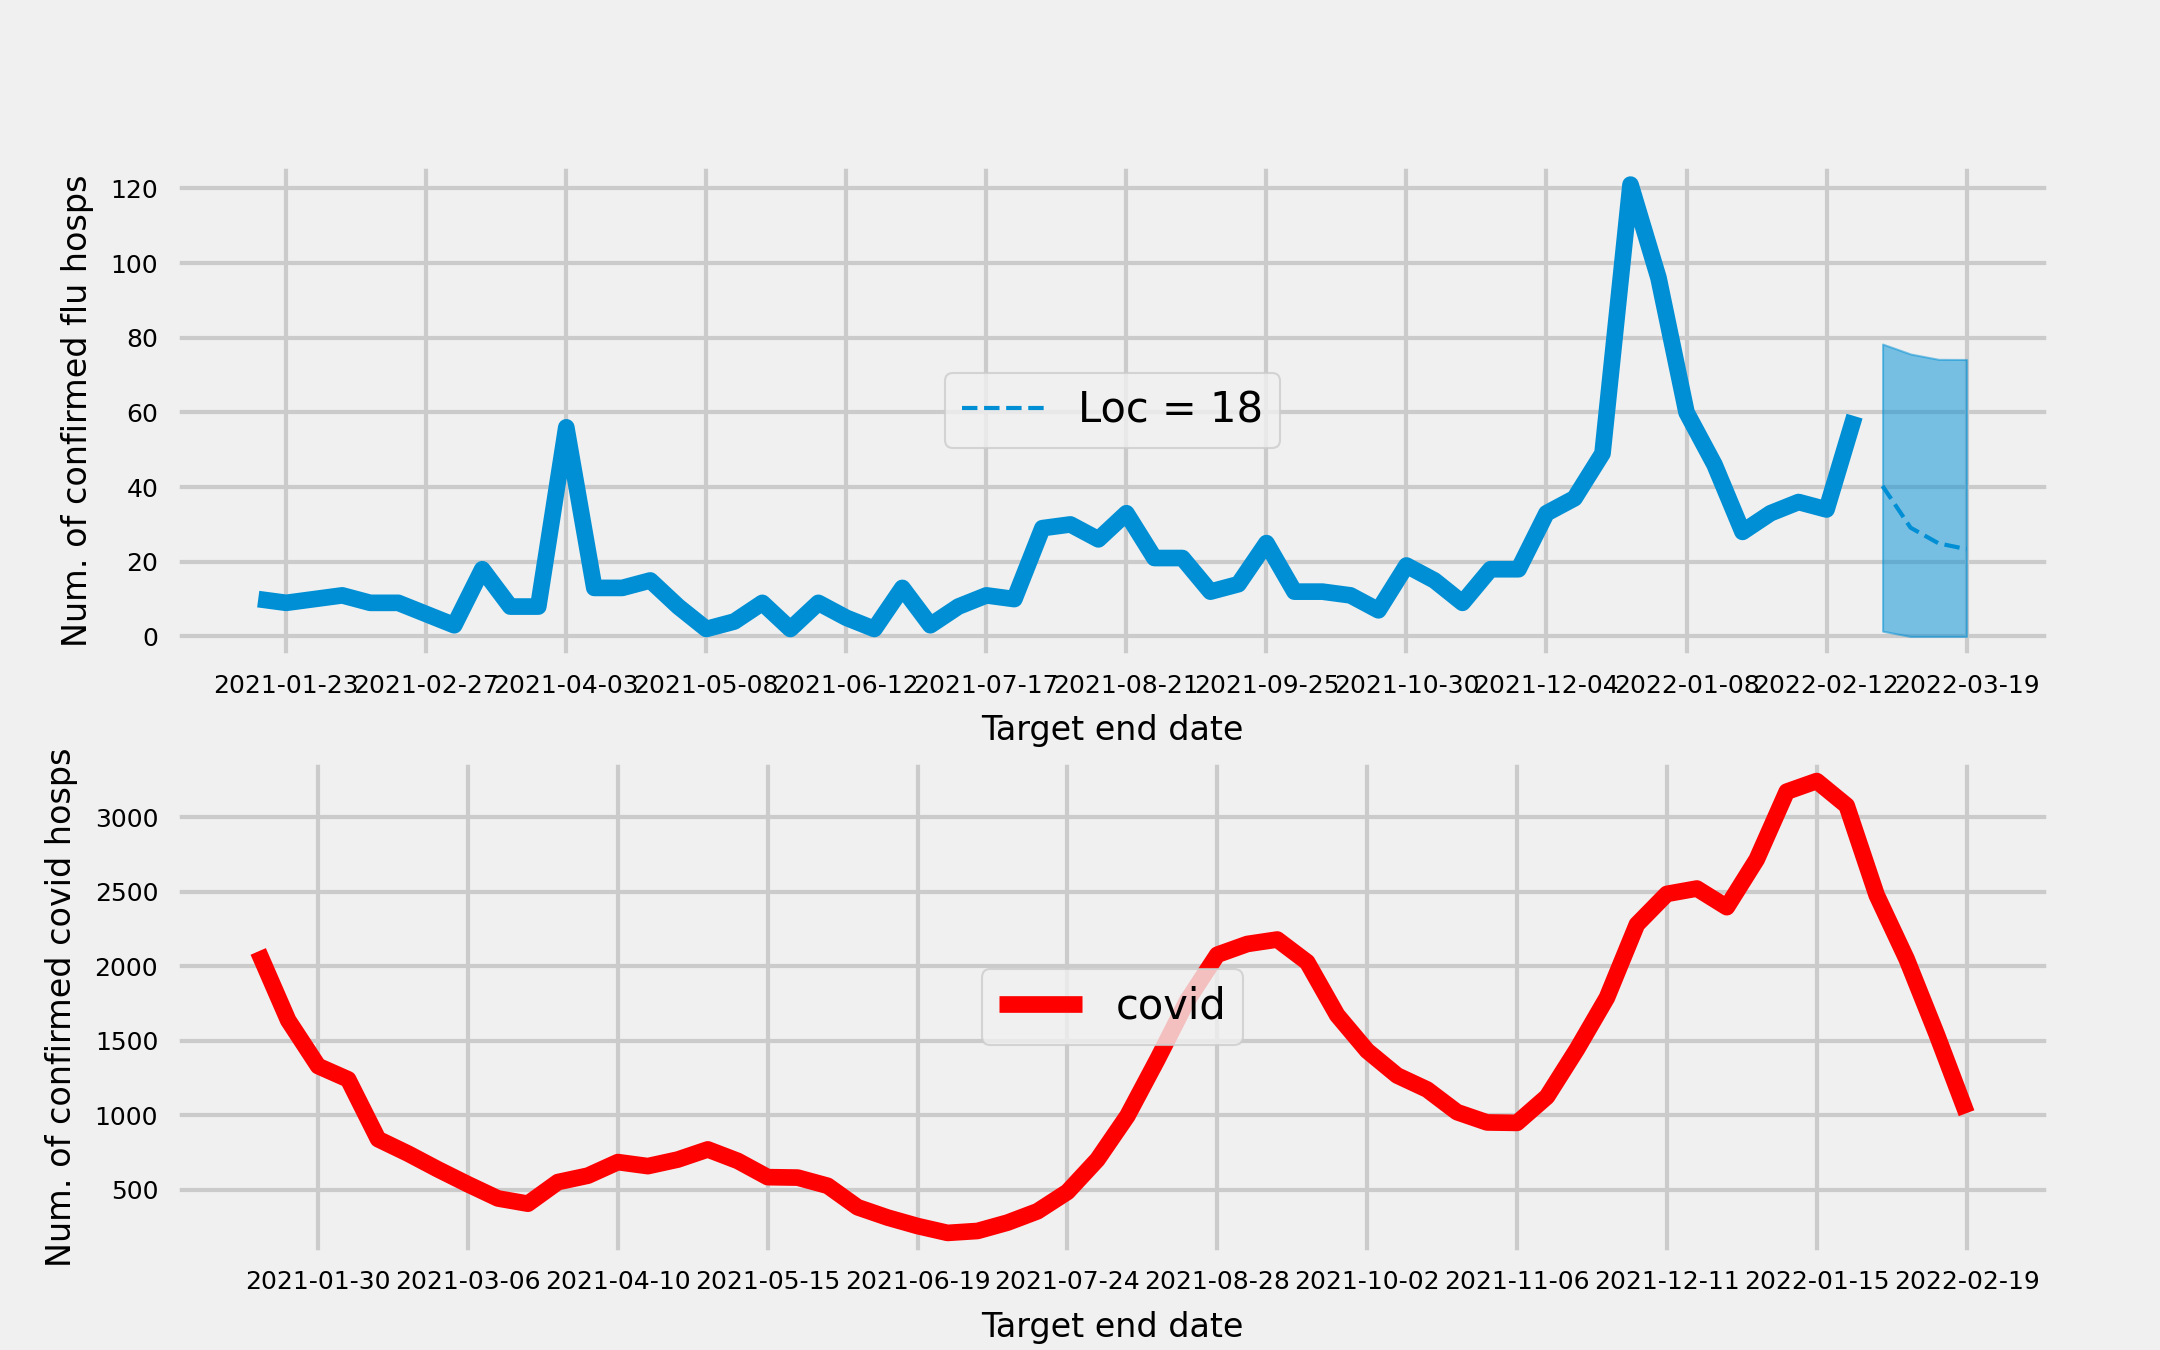 Num. of confirmed flu hosps
120
100
80
60
40
20
0
Loc = 18
2021-01-23 2021-02-27 2021-04-03 2021-05-08 2021-06-12 2021-07-17 2021-08-21 2021-09-25 2021-10-30 2021-12-04 2022-01-08 2022-02-12 2022-03-19
Target end date
Num. of confirmed covid hosps
3000
2500
2000
1500
1000
500
covid
2021-01-30 2021-03-06 2021-04-10 2021-05-15 2021-06-19 2021-07-24 2021-08-28 2021-10-02 2021-11-06 2021-12-11 2022-01-15 2022-02-19
Target end date